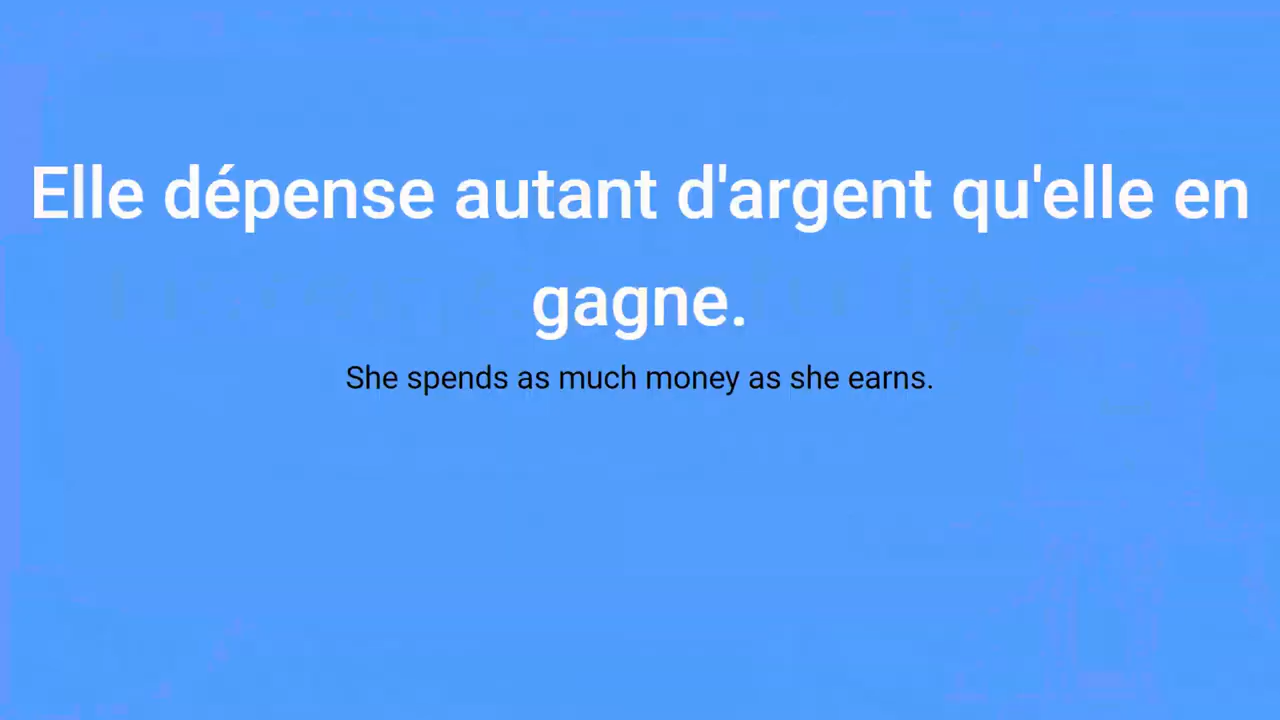 Elle dépense autant d'argent qu'elle en
gagne.
She spends as much money as she earns.